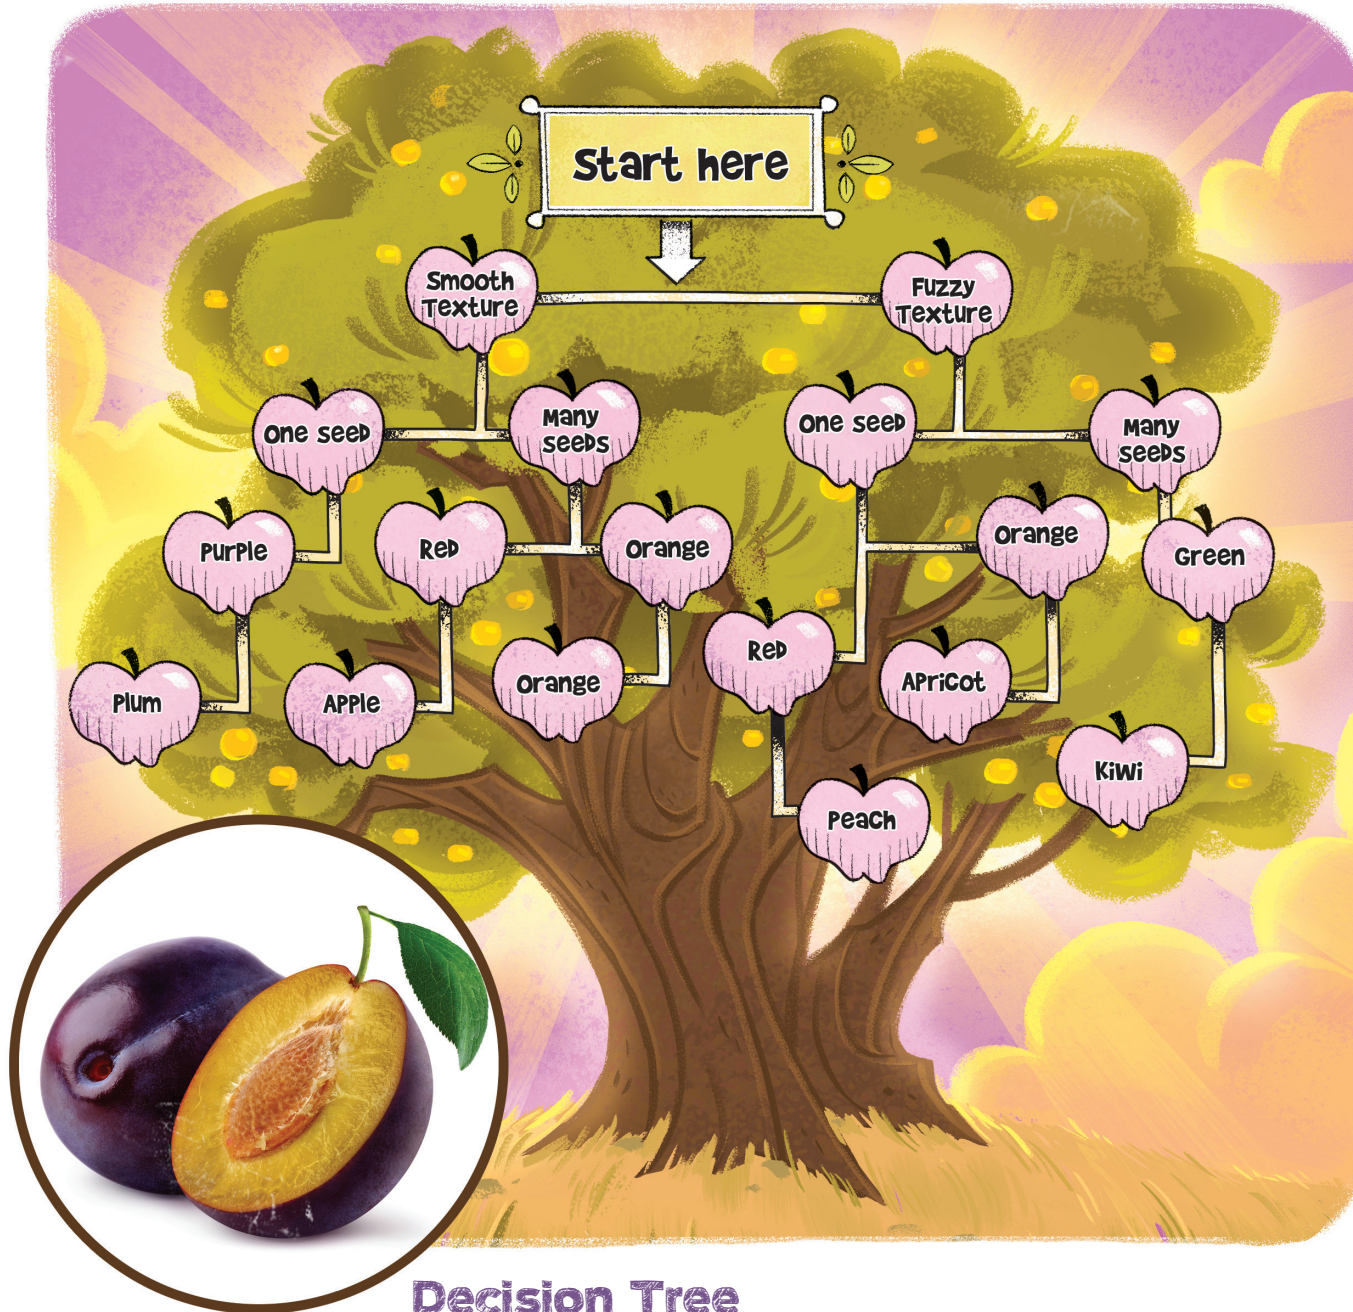 Start here
Smooth
Texture
Fuzzy
Texture
One seed
Many
seeds
One seed
Many
seeds
Purple
Red
Orange
Orange
Green
Plum
Apple
Orange
Red
Apricot
Kiwi
Peach
Decision Tree